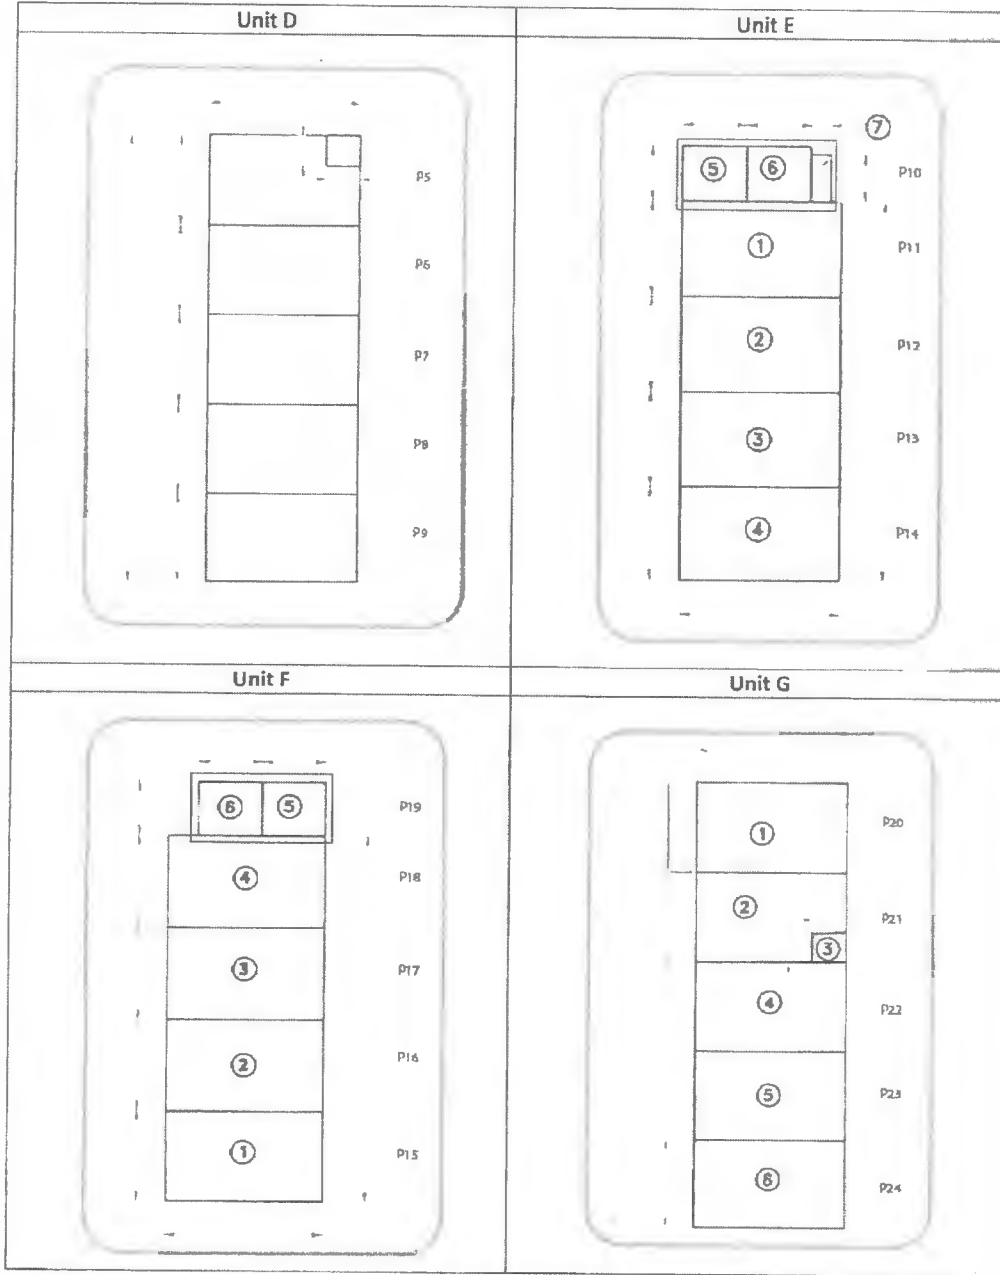 Unit D
P5
P6
P7
P8
P9
Unit E
⑦
⑤ ⑥ P10
① P11
② P12
③ P13
④ P14
Unit F
⑥ ⑤ P19
④ P18
③ P17
② P16
① P15
Unit G
① P20
② P21
③
④ P22
⑤ P23
⑥ P24